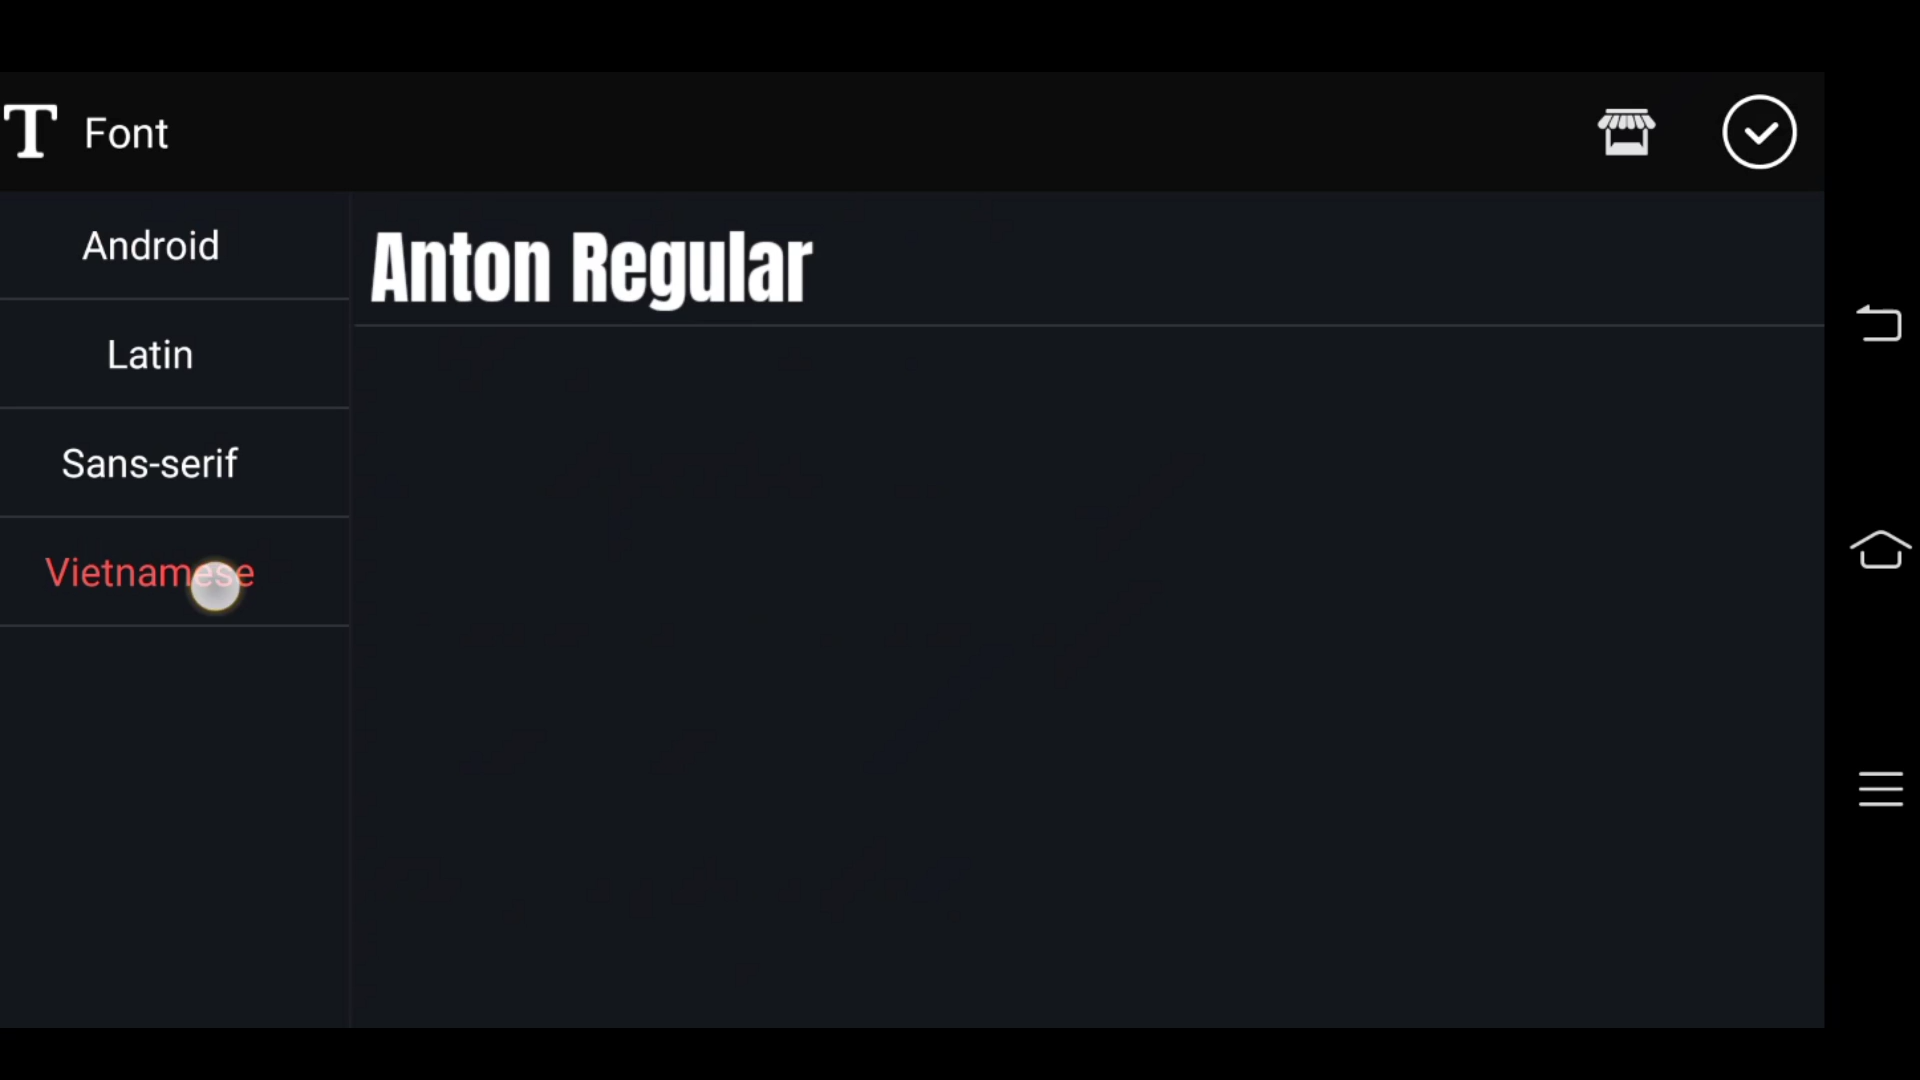 T Font
Android
Latin
Sans-serif
Vietnamese
Anton Regular